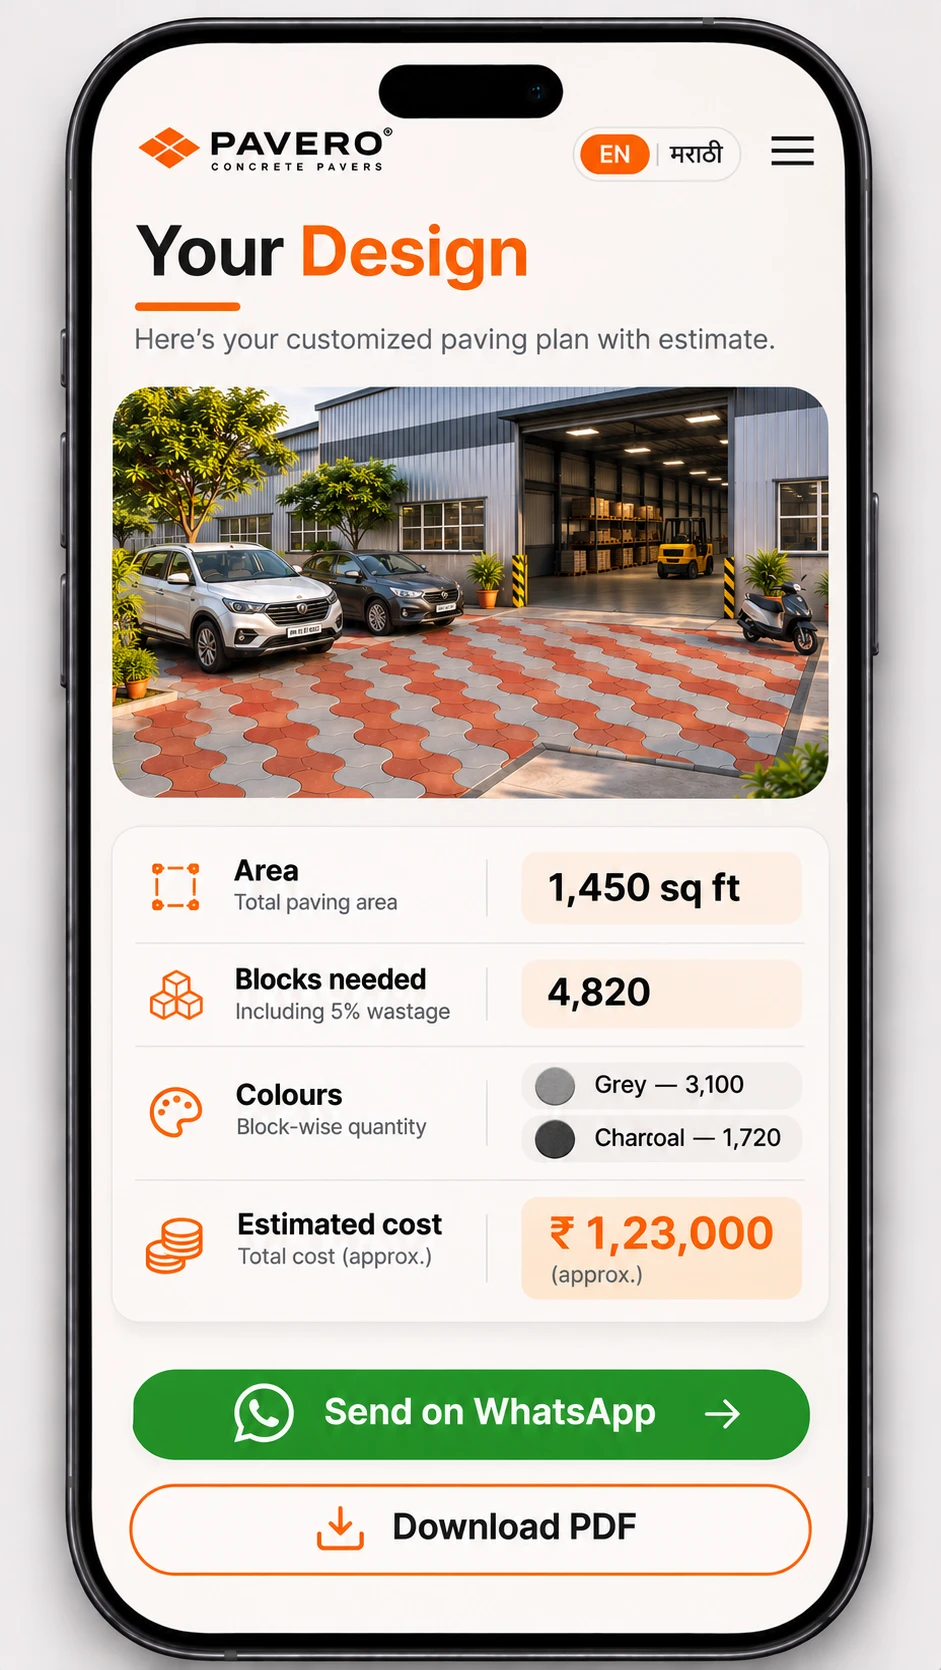 PAVERO®
CONCRETE PAVERS
EN | मराठी
Your Design
Here's your customized paving plan with estimate.
Area
Total paving area
1,450 sq ft
Blocks needed
Including 5% wastage
4,820
Colours
Block-wise quantity
Grey — 3,100
Charcoal — 1,720
Estimated cost
Total cost (approx.)
₹ 1,23,000
(approx.)
Send on WhatsApp
Download PDF